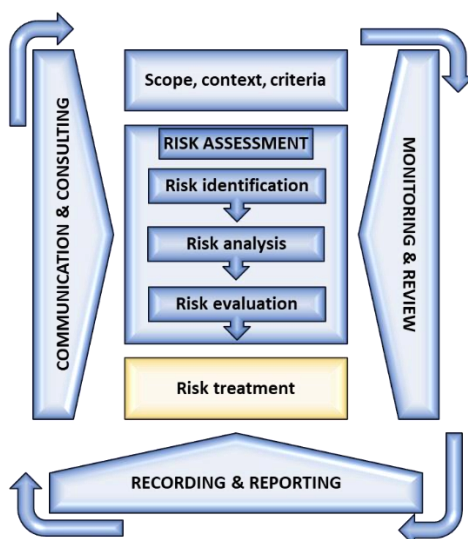 Scope, context, criteria
RISK ASSESSMENT
Risk identification
Risk analysis
Risk evaluation
Risk treatment
COMMUNICATION & CONSULTING
MONITORING & REVIEW
RECORDING & REPORTING